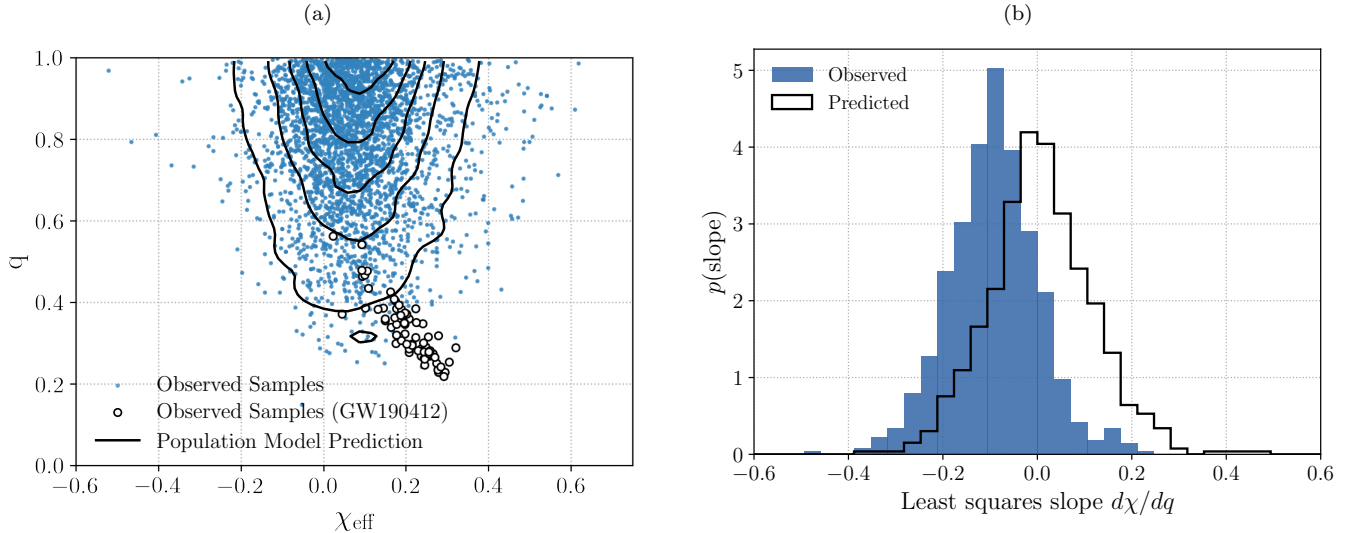 (a)
1.0
0.8
0.6
0.4
0.2
0.0
q
Observed Samples
Observed Samples (GW190412)
Population Model Prediction
−0.6 −0.4 −0.2 0.0 0.2 0.4 0.6
χeff
(b)
5
4
3
2
1
0
p(slope)
Observed
Predicted
−0.6 −0.4 −0.2 0.0 0.2 0.4 0.6
Least squares slope dχ/dq